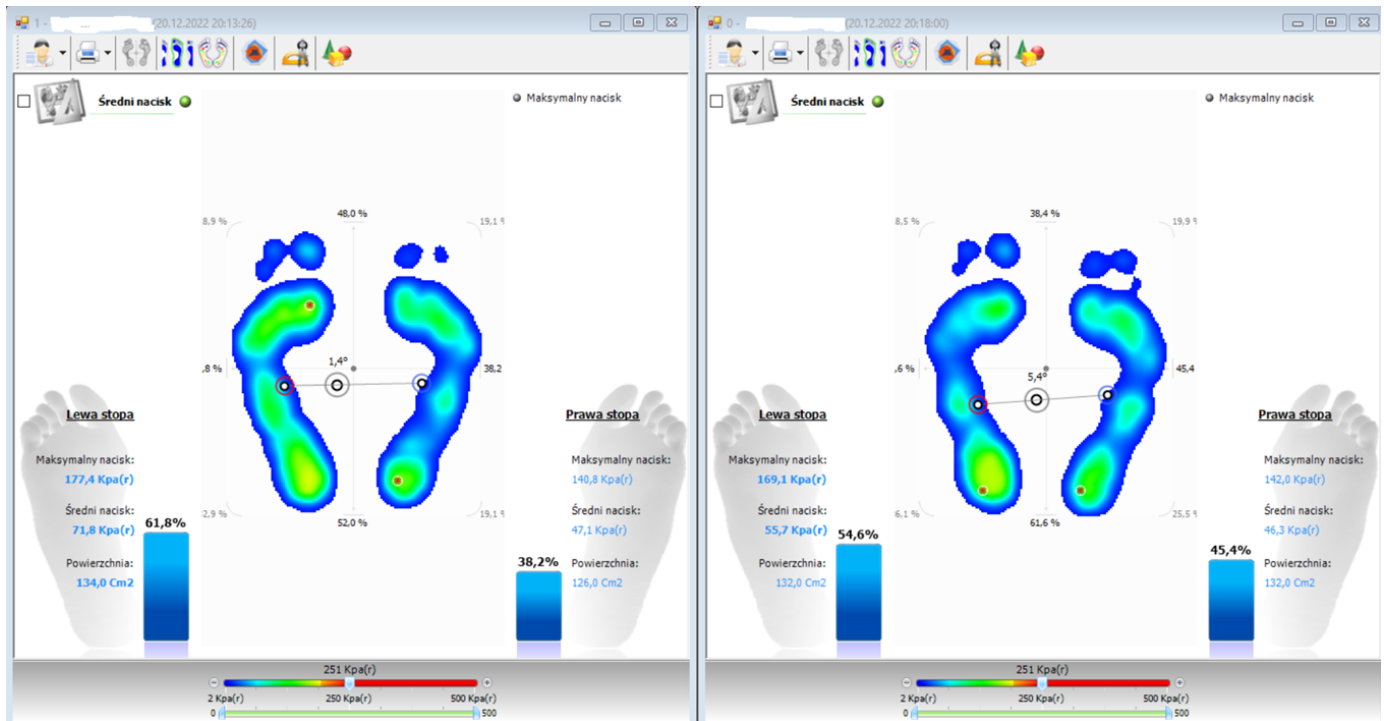 1 - (20.12.2022 20:13:26)
Średni nacisk
Maksymalny nacisk
48,0 %
8,9 %
19,1 %
1,4°
,8 %
38,2
Lewa stopa
Prawa stopa
Maksymalny nacisk:
177,4 Kpa(r)
Maksymalny nacisk:
140,8 Kpa(r)
Średni nacisk:
71,8 Kpa(r)
Średni nacisk:
47,1 Kpa(r)
2,9 %
52,0 %
19,1 %
61,8%
38,2%
Powierzchnia:
134,0 Cm2
Powierzchnia:
126,0 Cm2
251 Kpa(r)
2 Kpa(r) 250 Kpa(r) 500 Kpa(r)
0 500
0 - (20.12.2022 20:18:00)
Średni nacisk
Maksymalny nacisk
38,4 %
8,5 %
19,9 %
5,4°
,6 %
45,4
Lewa stopa
Prawa stopa
Maksymalny nacisk:
169,1 Kpa(r)
Maksymalny nacisk:
142,0 Kpa(r)
Średni nacisk:
55,7 Kpa(r)
Średni nacisk:
46,3 Kpa(r)
6,1 %
61,6 %
25,5 %
54,6%
45,4%
Powierzchnia:
132,0 Cm2
Powierzchnia:
132,0 Cm2
251 Kpa(r)
2 Kpa(r) 250 Kpa(r) 500 Kpa(r)
0 500